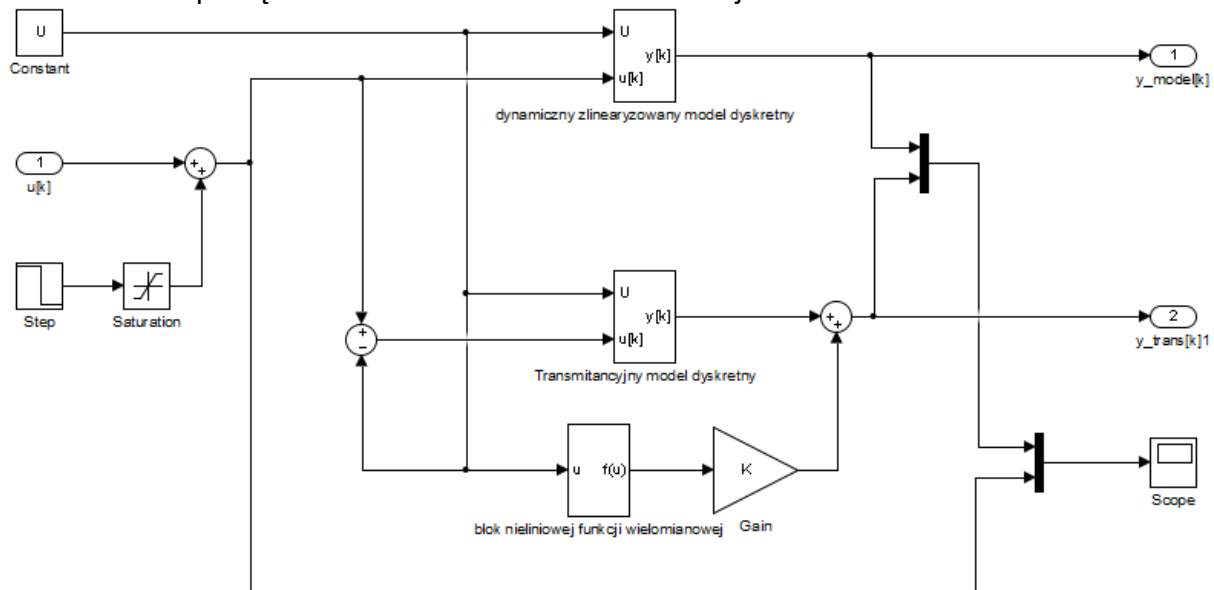 U
Constant
U
u[k]
y[k]
dynamiczny zlinearyzowany model dyskretny
1
y_model[k]
1
u[k]
Step
Saturation
U
u[k]
y[k]
Transmitancyjny model dyskretny
2
y_trans[k]1
u
f(u)
blok nieliniowej funkcji wielomianowej
K
Gain
Scope